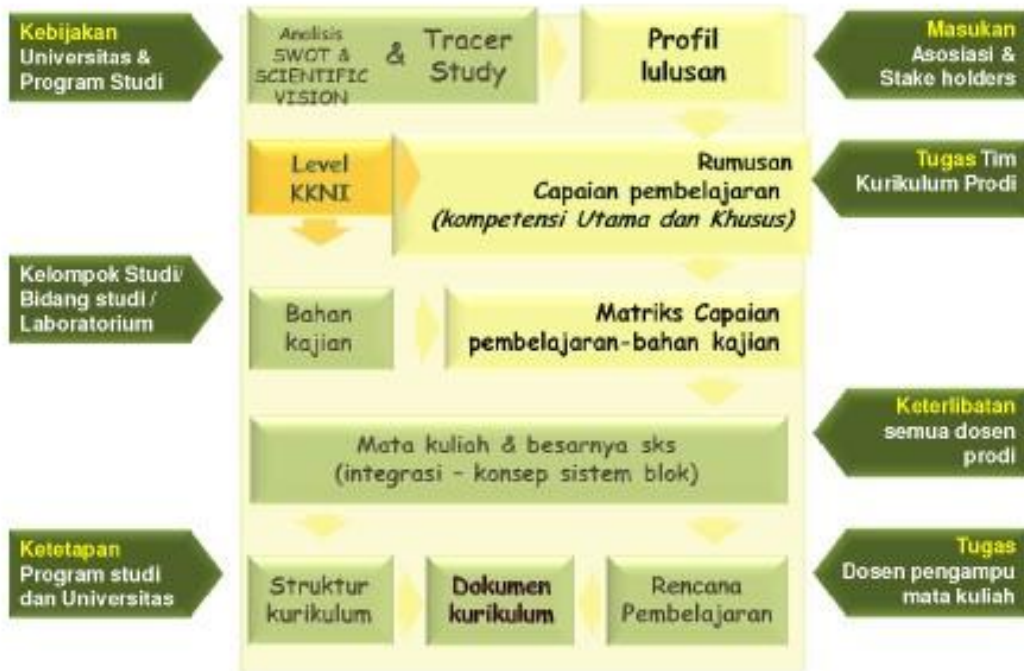 Kebijakan
Universitas &
Program Studi
Analisis
SWOT &
SCIENTIFIC
VISION
&
Tracer
Study
Profil
lulusan
Masukan
Asosiasi &
Stake holders
Level
KKNI
Rumusan
Capaian pembelajaran
(kompetensi Utama dan Khusus)
Tugas Tim
Kurikulum Prodi
Kelompok Studi/
Bidang studi /
Laboratorium
Bahan
kajian
Matriks Capaian
pembelajaran-bahan kajian
Mata kuliah & besarnya sks
(integrasi - konsep sistem blok)
Keterlibatan
semua dosen
prodi
Ketetapan
Program studi
dan Universitas
Struktur
kurikulum
Dokumen
kurikulum
Rencana
Pembelajaran
Tugas
Dosen pengampu
mata kuliah